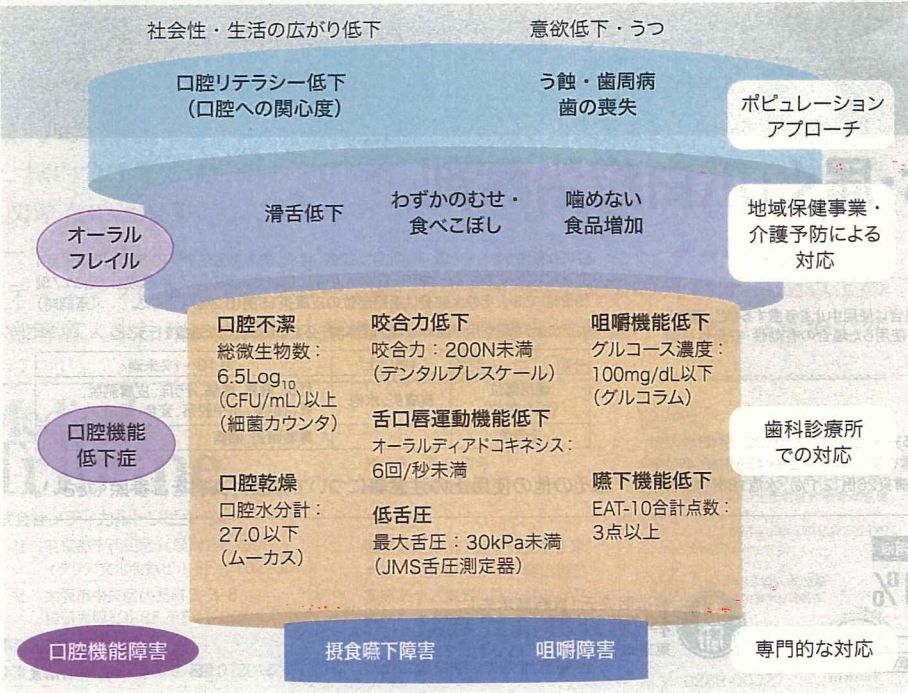 社会性・生活の広がり低下
意欲低下・うつ
口腔リテラシー低下
(口腔への関心度)
う蝕・歯周病
歯の喪失
ポピュレーション
アプローチ
オーラル
フレイル
滑舌低下
わずかのむせ・
食べこぼし
噛めない
食品増加
地域保健事業・
介護予防による
対応
口腔機能
低下症
口腔不潔
総微生物数:
6.5Log10
(CFU/mL)以上
(細菌カウンタ)
口腔乾燥
口腔水分計:
27.0以下
(ムーカス)
咬合力低下
咬合力:200N未満
(デンタルプレスケール)
舌口唇運動機能低下
オーラルディアドコキネシス:
6回/秒未満
低舌圧
最大舌圧:30kPa未満
(JMS舌圧測定器)
咀嚼機能低下
グルコース濃度:
100mg/dL以下
(グルコラム)
嚥下機能低下
EAT-10合計点数:
3点以上
歯科診療所
での対応
口腔機能障害
摂食嚥下障害
咀嚼障害
専門的な対応